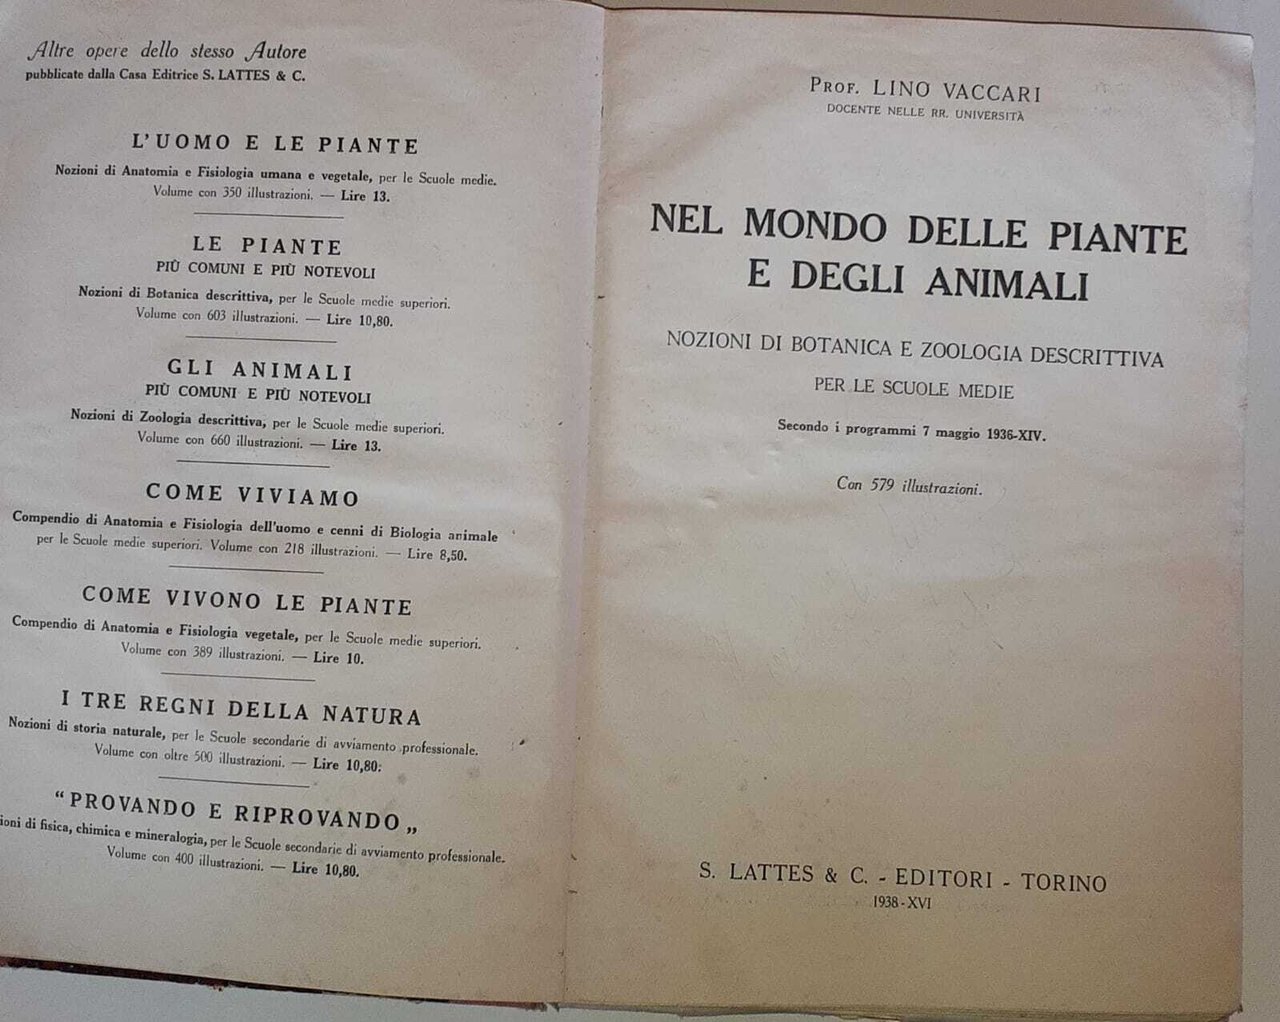 Altre opere dello stesso Autore
pubblicate dalla Casa Editrice S. LATTES & C.
L'UOMO E LE PIANTE
Nozioni di Anatomia e Fisiologia umana e vegetale, per le Scuole medie.
Volume con 350 illustrazioni. — Lire 13.
LE PIANTE
PIÙ COMUNI E PIÙ NOTEVOLI
Nozioni di Botanica descrittiva, per le Scuole medie superiori.
Volume con 603 illustrazioni. — Lire 10,80.
GLI ANIMALI
PIÙ COMUNI E PIÙ NOTEVOLI
Nozioni di Zoologia descrittiva, per le Scuole medie superiori.
Volume con 660 illustrazioni. — Lire 13.
COME VIVIAMO
Compendio di Anatomia e Fisiologia dell'uomo e cenni di Biologia animale
per le Scuole medie superiori. Volume con 218 illustrazioni. — Lire 8,50.
COME VIVONO LE PIANTE
Compendio di Anatomia e Fisiologia vegetale, per le Scuole medie superiori.
Volume con 389 illustrazioni. — Lire 10.
I TRE REGNI DELLA NATURA
Nozioni di storia naturale, per le Scuole secondarie di avviamento professionale.
Volume con oltre 500 illustrazioni. — Lire 10,80.
“PROVANDO E RIPROVANDO„
ioni di fisica, chimica e mineralogia, per le Scuole secondarie di avviamento professionale.
Volume con 400 illustrazioni. — Lire 10,80.
PROF. LINO VACCARI
DOCENTE NELLE RR. UNIVERSITÀ
NEL MONDO DELLE PIANTE
E DEGLI ANIMALI
NOZIONI DI BOTANICA E ZOOLOGIA DESCRITTIVA
PER LE SCUOLE MEDIE
Secondo i programmi 7 maggio 1936-XIV.
Con 579 illustrazioni.
S. LATTES & C. - EDITORI - TORINO
1938-XVI